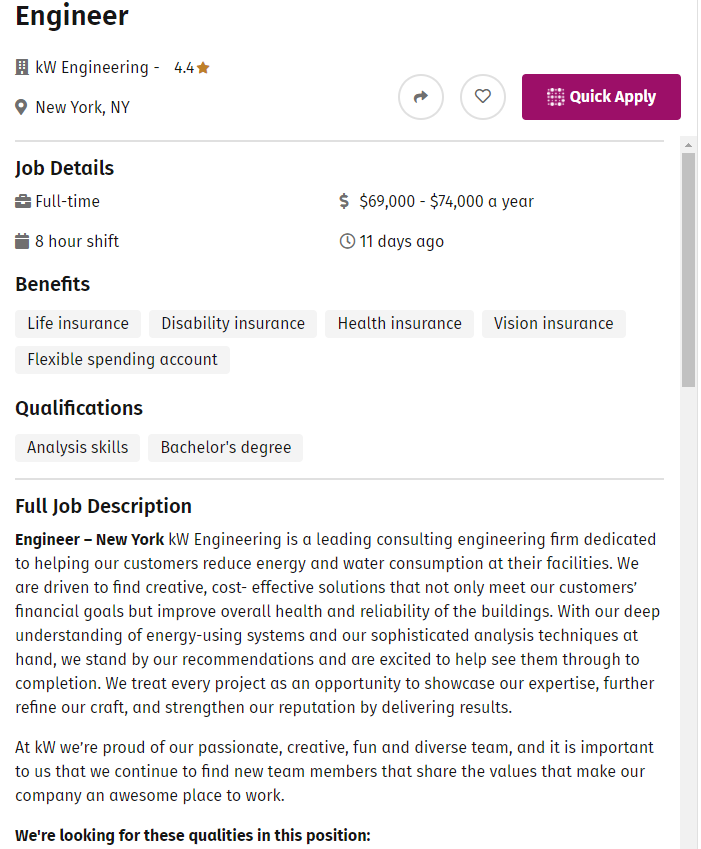 Engineer
kW Engineering - 4.4
New York, NY
Quick Apply
Job Details
Full-time
$69,000 - $74,000 a year
8 hour shift
11 days ago
Benefits
Life insurance
Disability insurance
Health insurance
Vision insurance
Flexible spending account
Qualifications
Analysis skills
Bachelor's degree
Full Job Description
Engineer – New York kW Engineering is a leading consulting engineering firm dedicated
to helping our customers reduce energy and water consumption at their facilities. We
are driven to find creative, cost- effective solutions that not only meet our customers’
financial goals but improve overall health and reliability of the buildings. With our deep
understanding of energy-using systems and our sophisticated analysis techniques at
hand, we stand by our recommendations and are excited to help see them through to
completion. We treat every project as an opportunity to showcase our expertise, further
refine our craft, and strengthen our reputation by delivering results.
At kW we’re proud of our passionate, creative, fun and diverse team, and it is important
to us that we continue to find new team members that share the values that make our
company an awesome place to work.
We're looking for these qualities in this position: